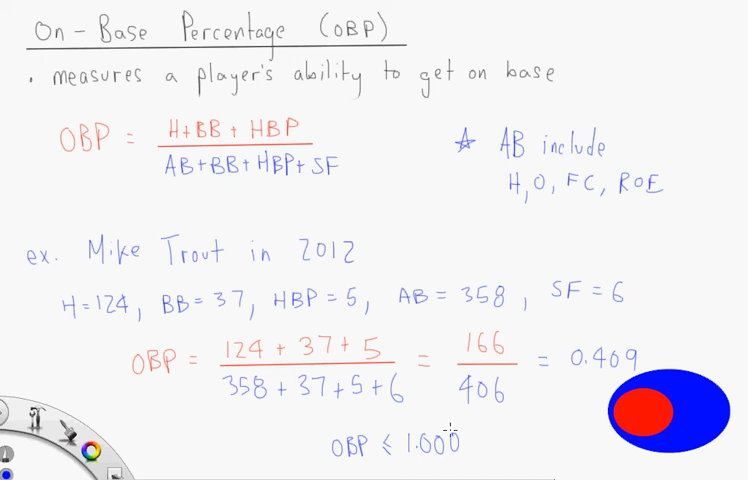 On-Base Percentage (OBP)
• measures a player's ability to get on base
OBP = H+BB+HBP / AB+BB+HBP+SF
☆ AB include
H, O, FC, ROE
ex. Mike Trout in 2012
H=124, BB=37, HBP=5, AB=358, SF=6
OBP = 124+37+5 / 358+37+5+6 = 166 / 406 = 0.409
OBP ≤ 1.000